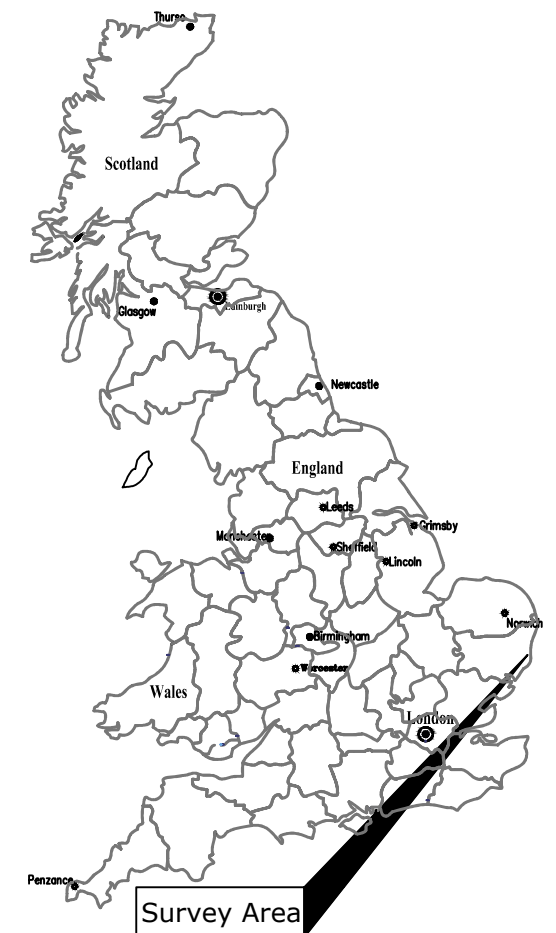 Thurso
Scotland
Glasgow
Edinburgh
Newcastle
England
Leeds
Grimsby
Manchester
Sheffield
Lincoln
Norwich
Birmingham
Worcester
Wales
London
Penzance
Survey Area